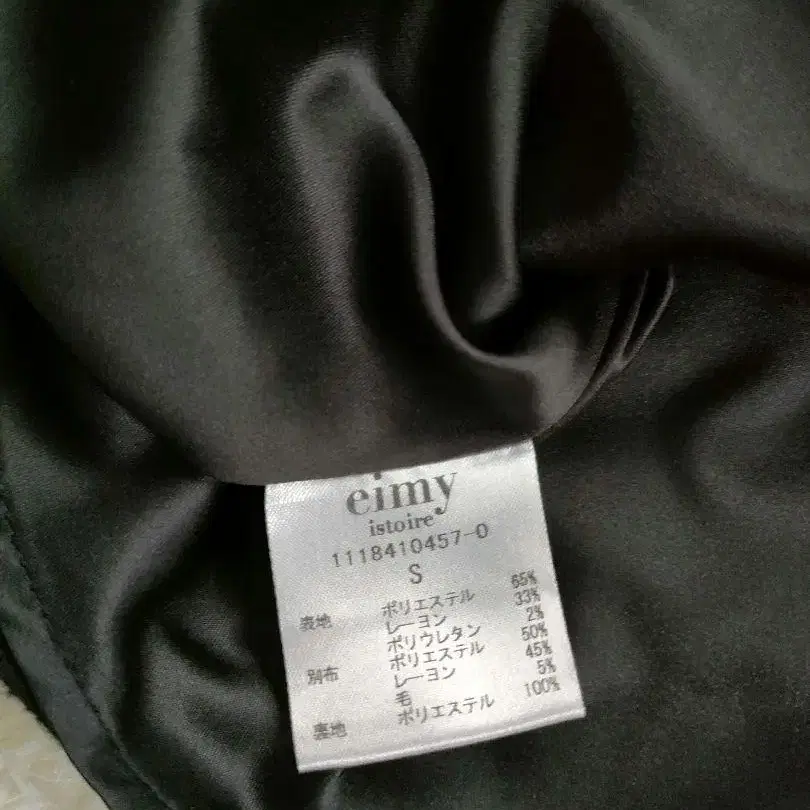 eimy
istoire
1118410457-0
S
表地 ポリエステル 65%
レーヨン 33%
ポリウレタン 2%
別布 ポリエステル 50%
レーヨン 45%
毛 5%
裏地 ポリエステル 100%